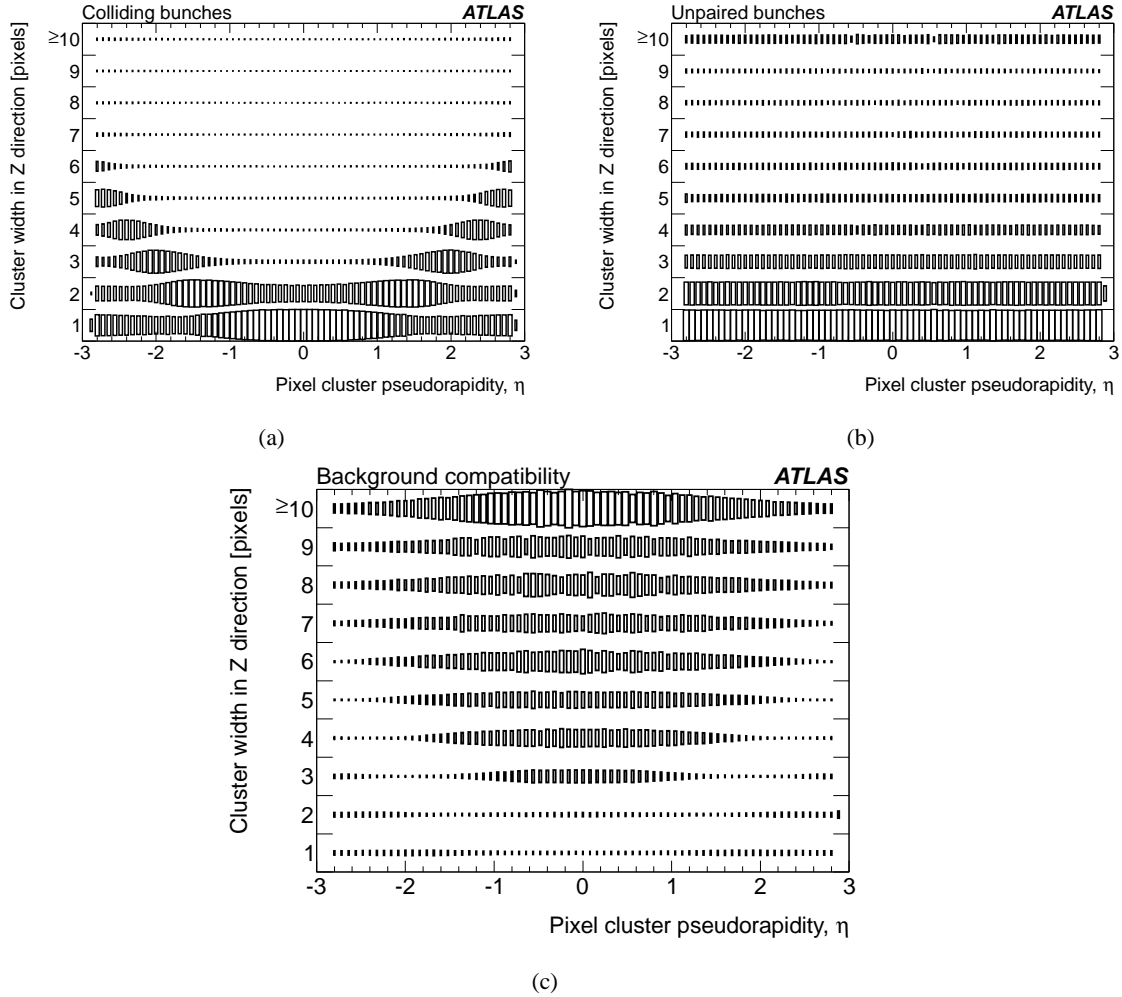 Colliding bunches ATLAS
Cluster width in Z direction [pixels]
≥10
9
8
7
6
5
4
3
2
1
-3 -2 -1 0 1 2 3
Pixel cluster pseudorapidity, η
(a)
Unpaired bunches ATLAS
Cluster width in Z direction [pixels]
≥10
9
8
7
6
5
4
3
2
1
-3 -2 -1 0 1 2 3
Pixel cluster pseudorapidity, η
(b)
Background compatibility ATLAS
Cluster width in Z direction [pixels]
≥10
9
8
7
6
5
4
3
2
1
-3 -2 -1 0 1 2 3
Pixel cluster pseudorapidity, η
(c)